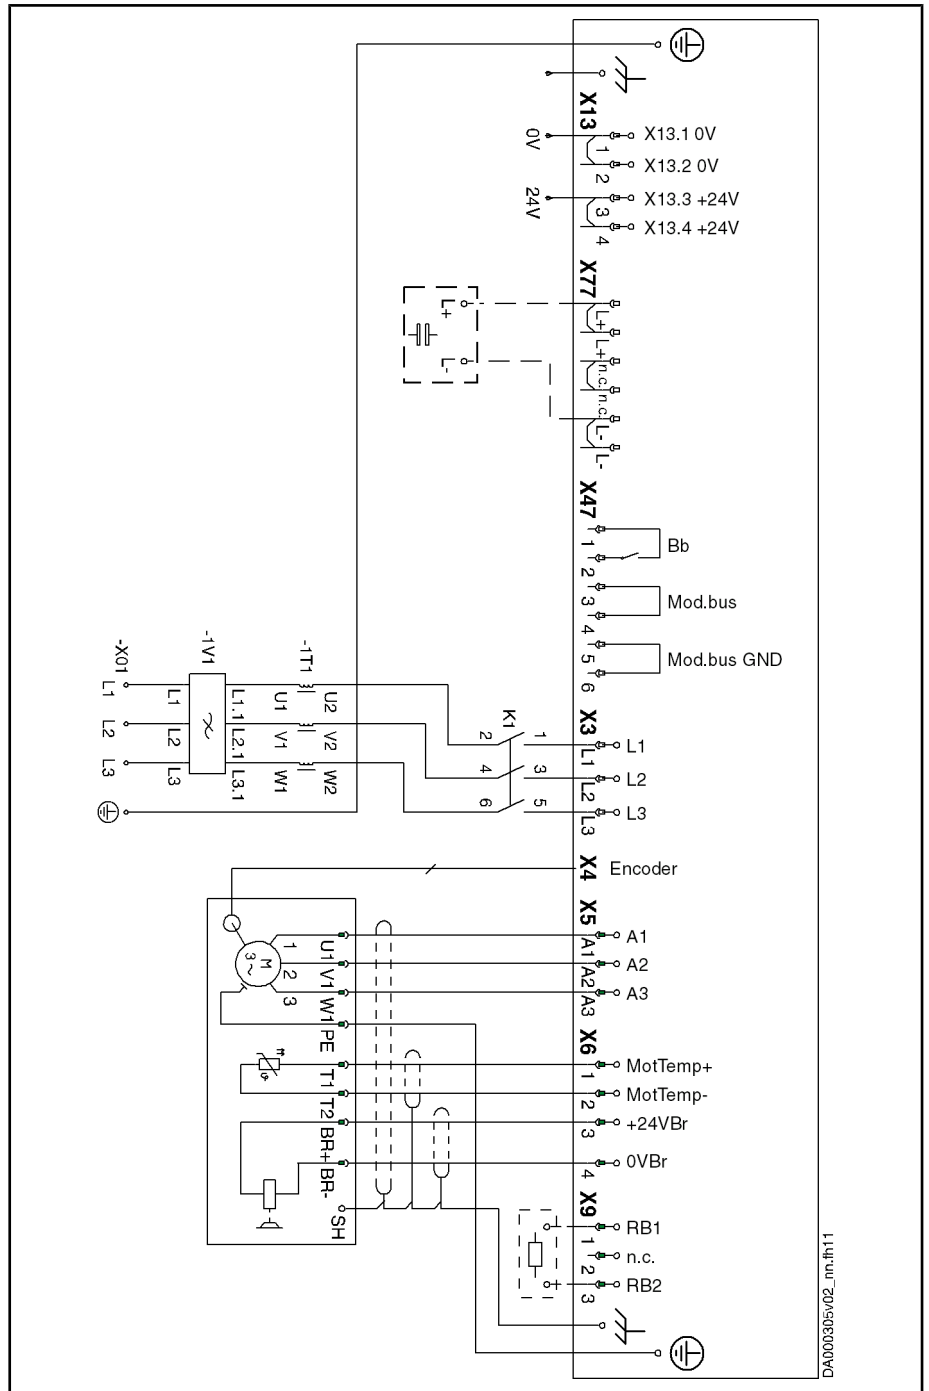 X13
0V
X13.1 0V
1
X13.2 0V
2
24V
X13.3 +24V
3
X13.4 +24V
4
X77
L+
L+
L+
n.c.
L-
n.c.
L-
L-
X47
Bb
1
2
Mod.bus
3
4
Mod.bus GND
5
6
-X01
-1V1
-1T1
L1
L1
L1.1
U1
U2
L2
L2
L2.1
V1
V2
L3
L3
L3.1
W1
W2
K1
X3
2
1
L1
L1
4
3
L2
L2
6
5
L3
L3
X4
Encoder
X5
M
3~
1
U1
A1
A1
2
V1
A2
A2
3
W1
A3
A3
PE
X6
T1
1
MotTemp+
T2
2
MotTemp-
BR+
3
+24VBr
BR-
4
0VBr
SH
X9
1
RB1
2
n.c.
3
RB2
DA000305v02_nn.fh11